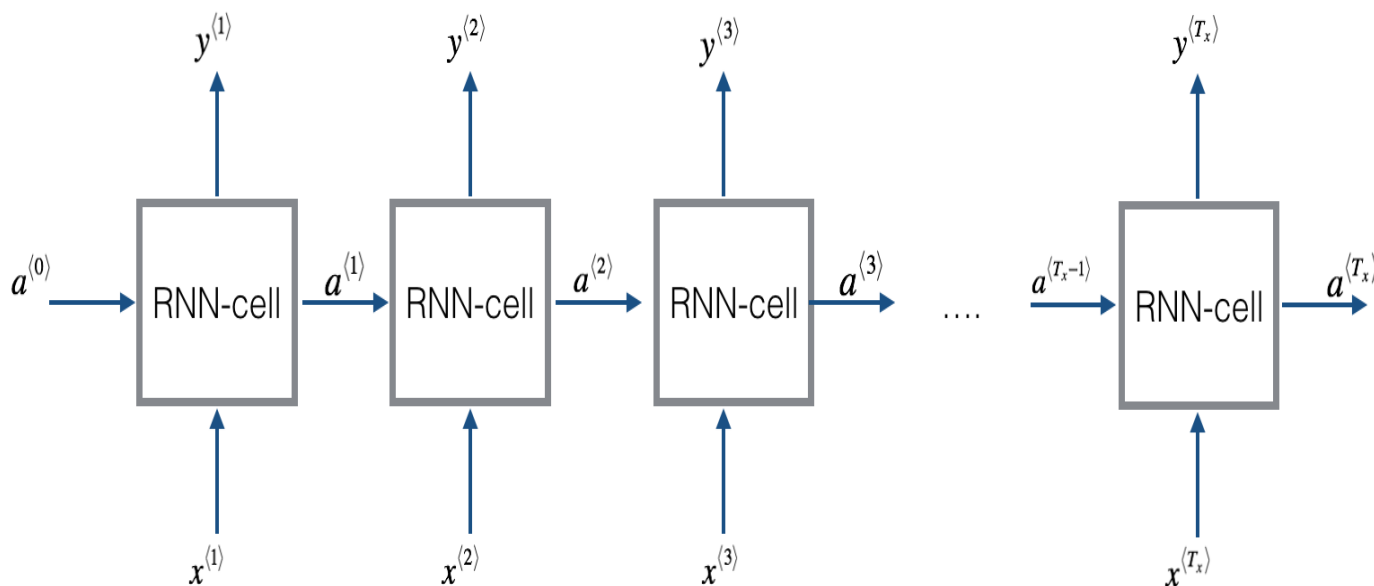 y⟨1⟩ y⟨2⟩ y⟨3⟩ y⟨Tx⟩
a⟨0⟩ a⟨1⟩ a⟨2⟩ a⟨3⟩ a⟨Tx−1⟩ a⟨Tx⟩
RNN-cell RNN-cell RNN-cell .... RNN-cell
x⟨1⟩ x⟨2⟩ x⟨3⟩ x⟨Tx⟩